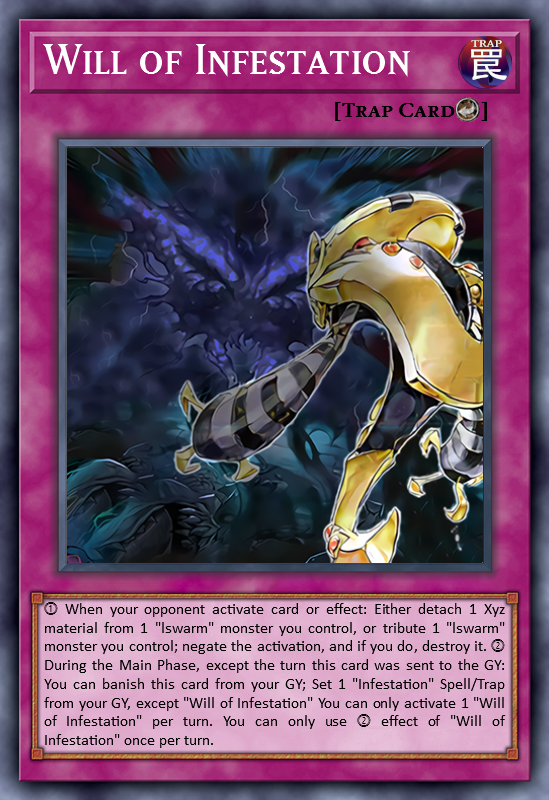 Will of Infestation
TRAP
罠
[Trap Card]
① When your opponent activate card or effect: Either detach 1 Xyz
material from 1 "lswarm" monster you control, or tribute 1 "lswarm"
monster you control; negate the activation, and if you do, destroy it. ②
During the Main Phase, except the turn this card was sent to the GY:
You can banish this card from your GY; Set 1 "Infestation" Spell/Trap
from your GY, except "Will of Infestation" You can only activate 1 "Will
of Infestation" per turn. You can only use ② effect of "Will of
Infestation" once per turn.